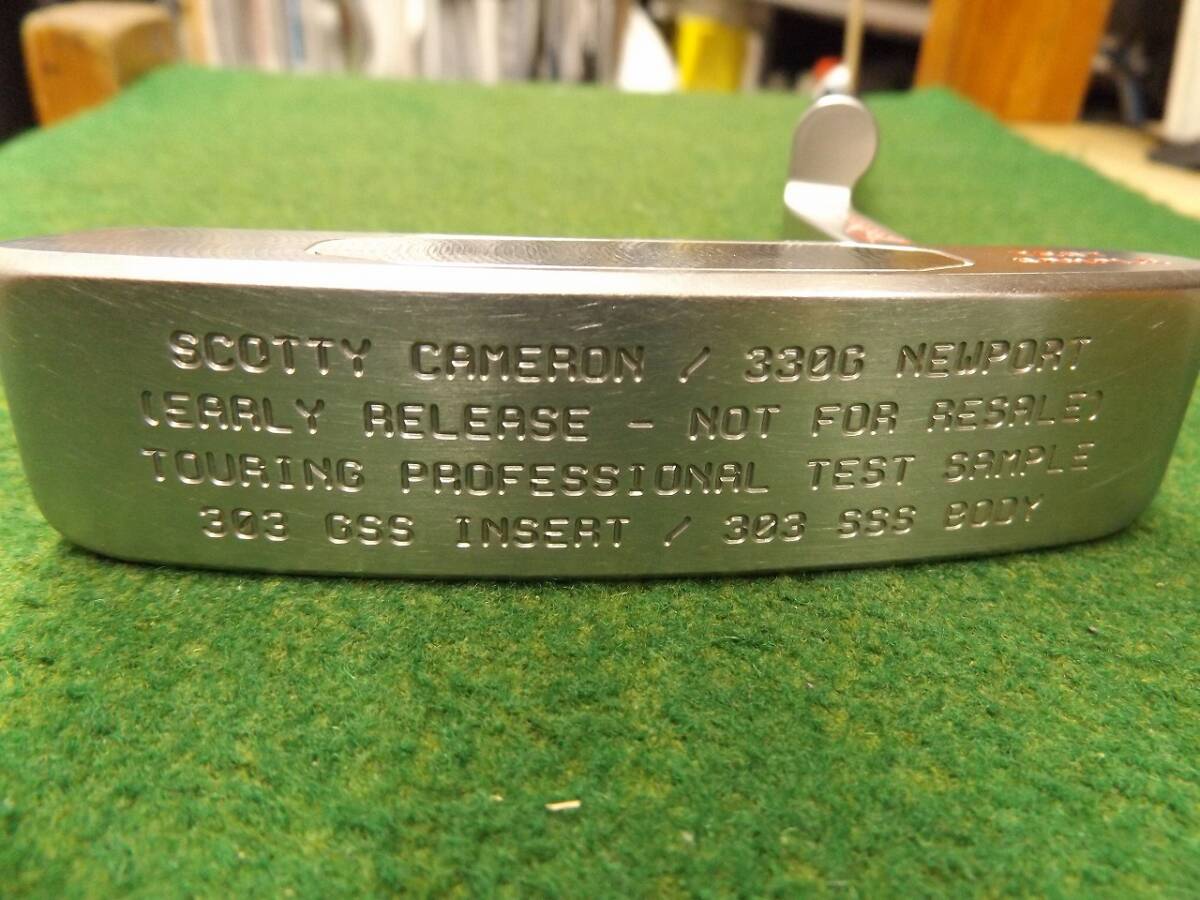 SCOTTY CAMERON / 330G NEWPORT
(EARLY RELEASE - NOT FOR RESALE)
TOURING PROFESSIONAL TEST SAMPLE
303 GSS INSERT / 303 SSS BODY